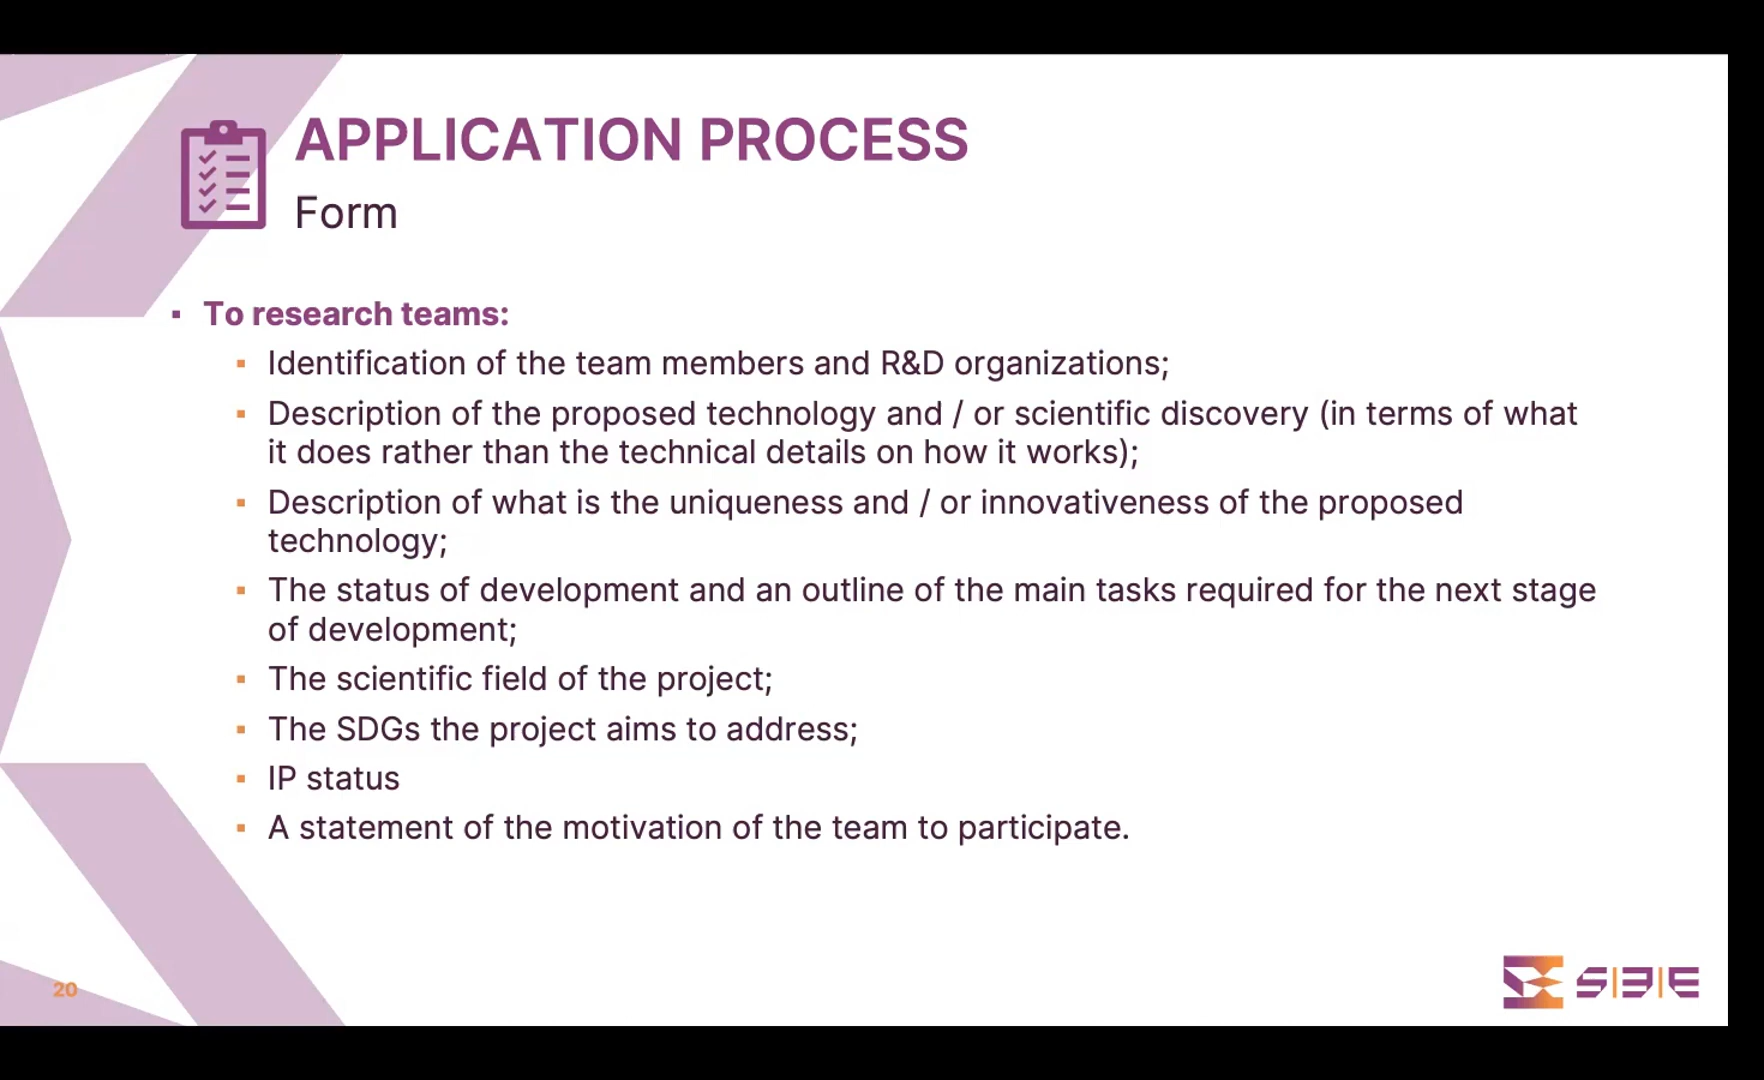 APPLICATION PROCESS
Form
▪ To research teams:
▪ Identification of the team members and R&D organizations;
▪ Description of the proposed technology and / or scientific discovery (in terms of what
it does rather than the technical details on how it works);
▪ Description of what is the uniqueness and / or innovativeness of the proposed
technology;
▪ The status of development and an outline of the main tasks required for the next stage
of development;
▪ The scientific field of the project;
▪ The SDGs the project aims to address;
▪ IP status
▪ A statement of the motivation of the team to participate.
20
S|B|E